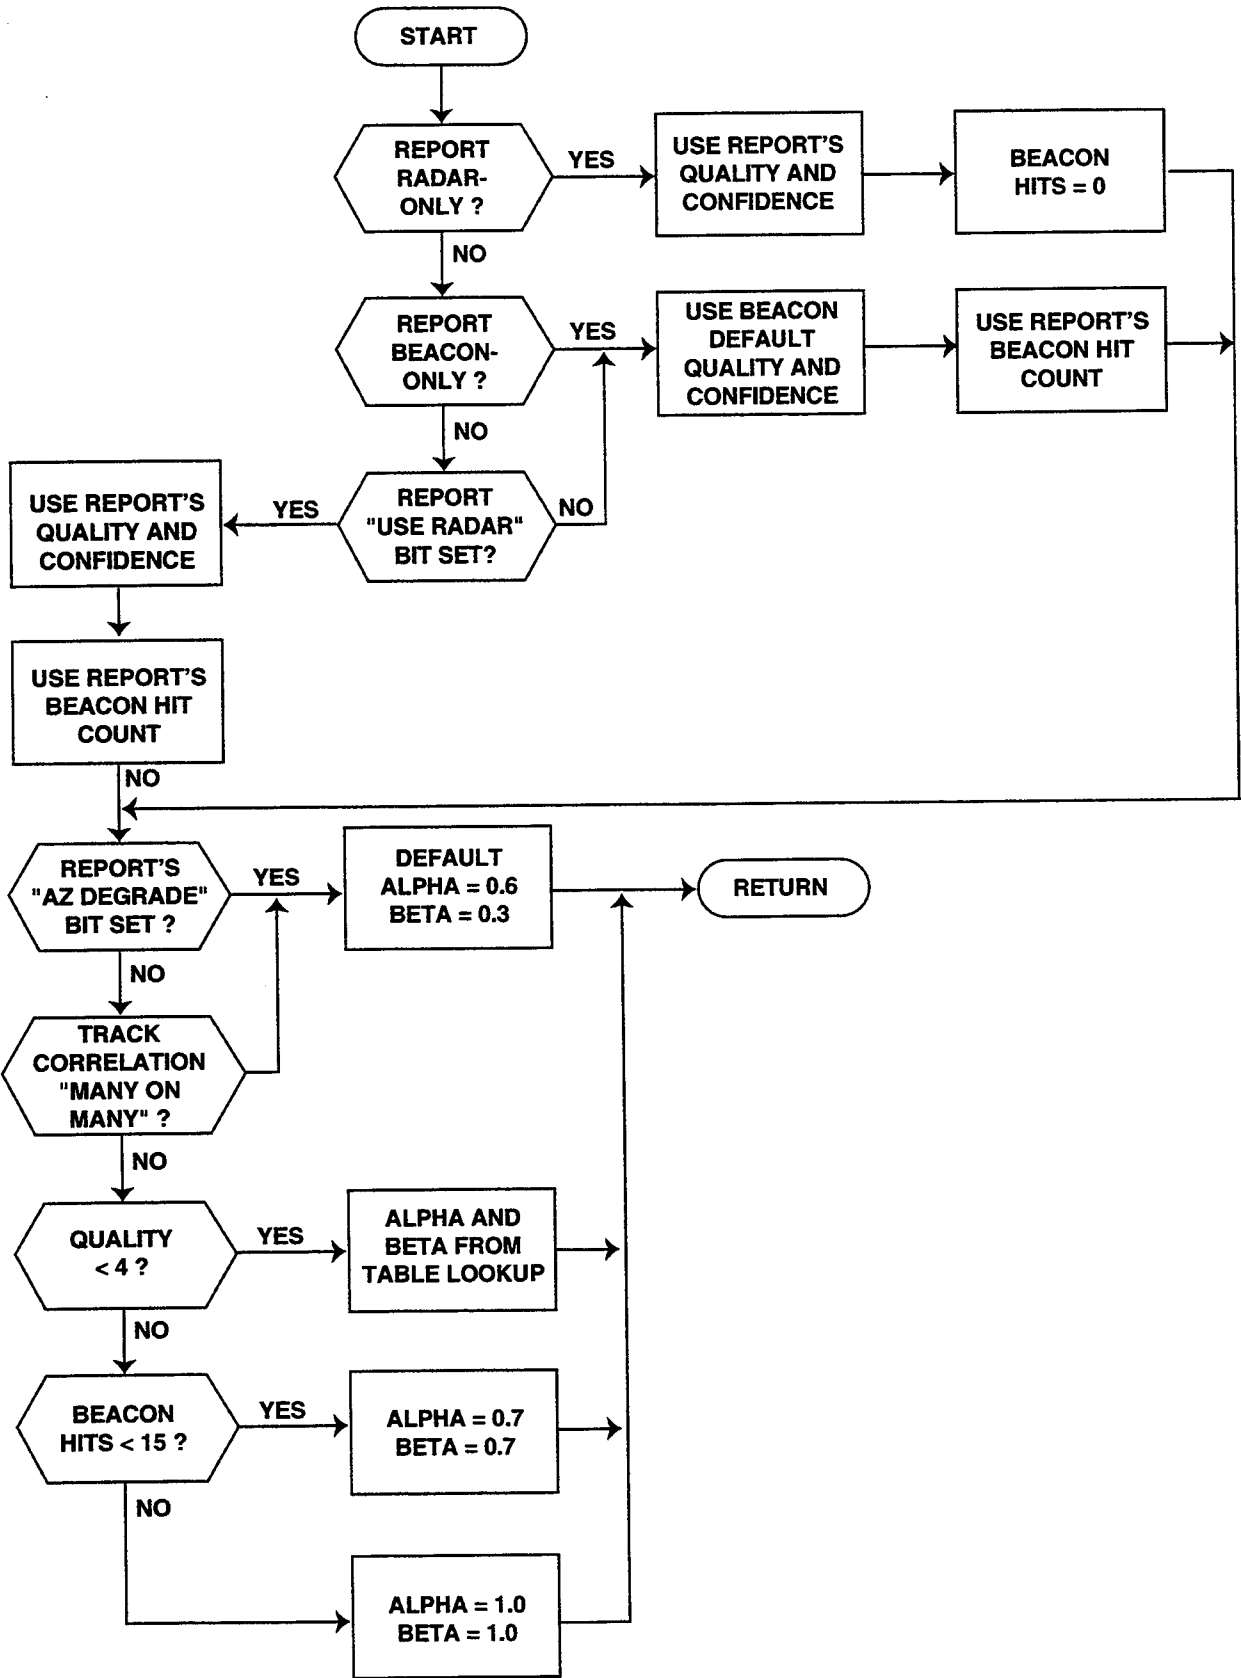 START
REPORT
RADAR-
ONLY ?
YES
USE REPORT'S
QUALITY AND
CONFIDENCE
BEACON
HITS = 0
NO
REPORT
BEACON-
ONLY ?
YES
USE BEACON
DEFAULT
QUALITY AND
CONFIDENCE
USE REPORT'S
BEACON HIT
COUNT
NO
REPORT
"USE RADAR"
BIT SET?
NO
YES
USE REPORT'S
QUALITY AND
CONFIDENCE
USE REPORT'S
BEACON HIT
COUNT
NO
REPORT'S
"AZ DEGRADE"
BIT SET ?
YES
DEFAULT
ALPHA = 0.6
BETA = 0.3
RETURN
NO
TRACK
CORRELATION
"MANY ON
MANY" ?
NO
QUALITY
< 4 ?
YES
ALPHA AND
BETA FROM
TABLE LOOKUP
NO
BEACON
HITS < 15 ?
YES
ALPHA = 0.7
BETA = 0.7
NO
ALPHA = 1.0
BETA = 1.0